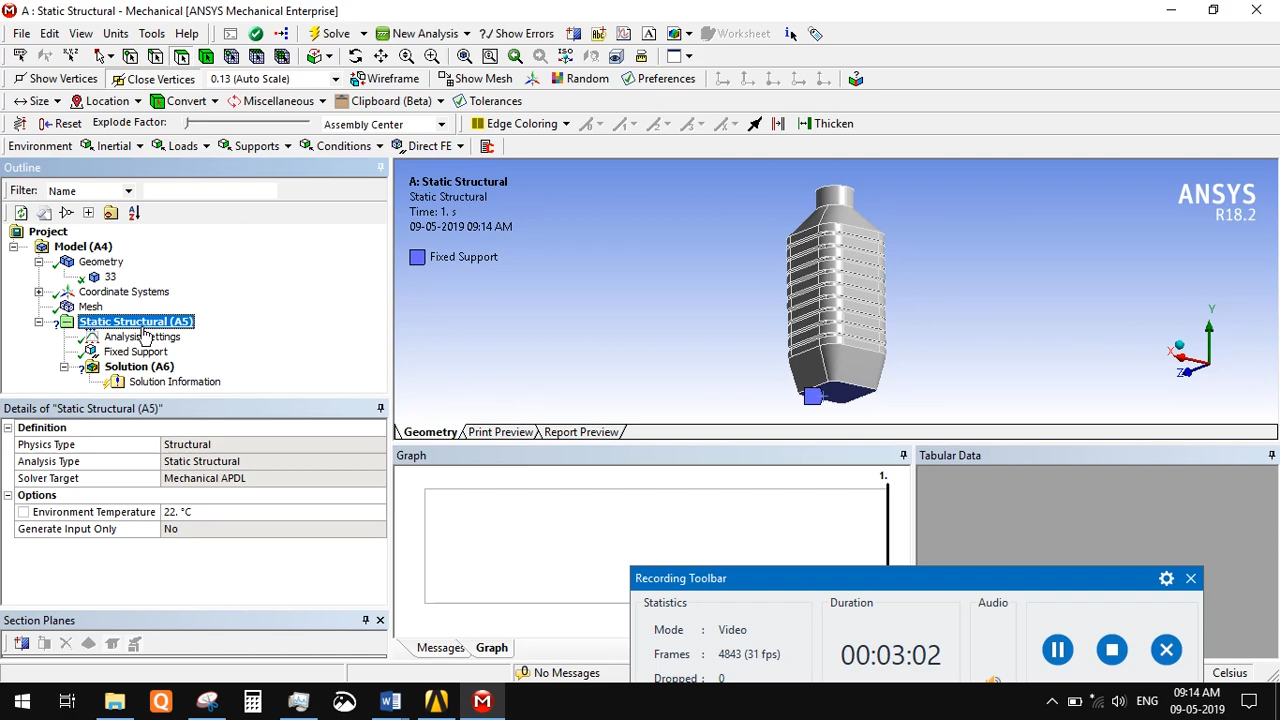 A : Static Structural - Mechanical [ANSYS Mechanical Enterprise]
File Edit View Units Tools Help Solve New Analysis Show Errors Worksheet
Show Vertices Close Vertices 0.13 (Auto Scale) Wireframe Show Mesh Random Preferences
Size Location Convert Miscellaneous Clipboard (Beta) Tolerances
Reset Explode Factor: Assembly Center Edge Coloring Thicken
Environment Inertial Loads Supports Conditions Direct FE
Outline
Filter: Name
Project
Model (A4)
Geometry
33
Coordinate Systems
Mesh
Static Structural (A5)
Analysis Settings
Fixed Support
Solution (A6)
Solution Information
Details of "Static Structural (A5)"
Definition
Physics Type Structural
Analysis Type Static Structural
Solver Target Mechanical APDL
Options
Environment Temperature 22. °C
Generate Input Only No
Section Planes
A: Static Structural
Static Structural
Time: 1. s
09-05-2019 09:14 AM
Fixed Support
ANSYS
R18.2
Y
X
Z
Geometry Print Preview Report Preview
Graph
1.
Tabular Data
Messages Graph
Recording Toolbar
Statistics Duration Audio
Mode : Video
Frames : 4843 (31 fps)
Dropped : 0
00:03:02
0 No Messages
Celsius
ENG
09:14 AM
09-05-2019